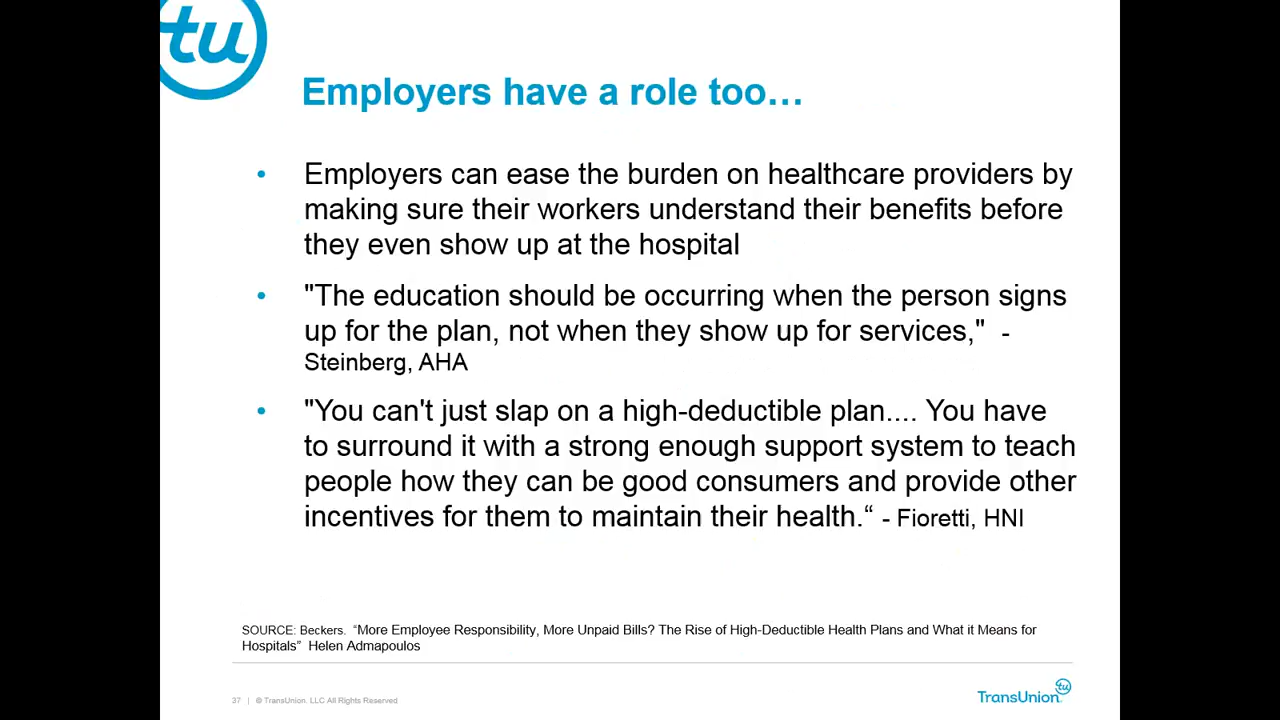 tu
Employers have a role too…
• Employers can ease the burden on healthcare providers by
making sure their workers understand their benefits before
they even show up at the hospital
• "The education should be occurring when the person signs
up for the plan, not when they show up for services," -
Steinberg, AHA
• "You can't just slap on a high-deductible plan.... You have
to surround it with a strong enough support system to teach
people how they can be good consumers and provide other
incentives for them to maintain their health.“ - Fioretti, HNI
SOURCE: Beckers. “More Employee Responsibility, More Unpaid Bills? The Rise of High-Deductible Health Plans and What it Means for
Hospitals” Helen Admapoulos
37 | © TransUnion. LLC All Rights Reserved
TransUnion. tu